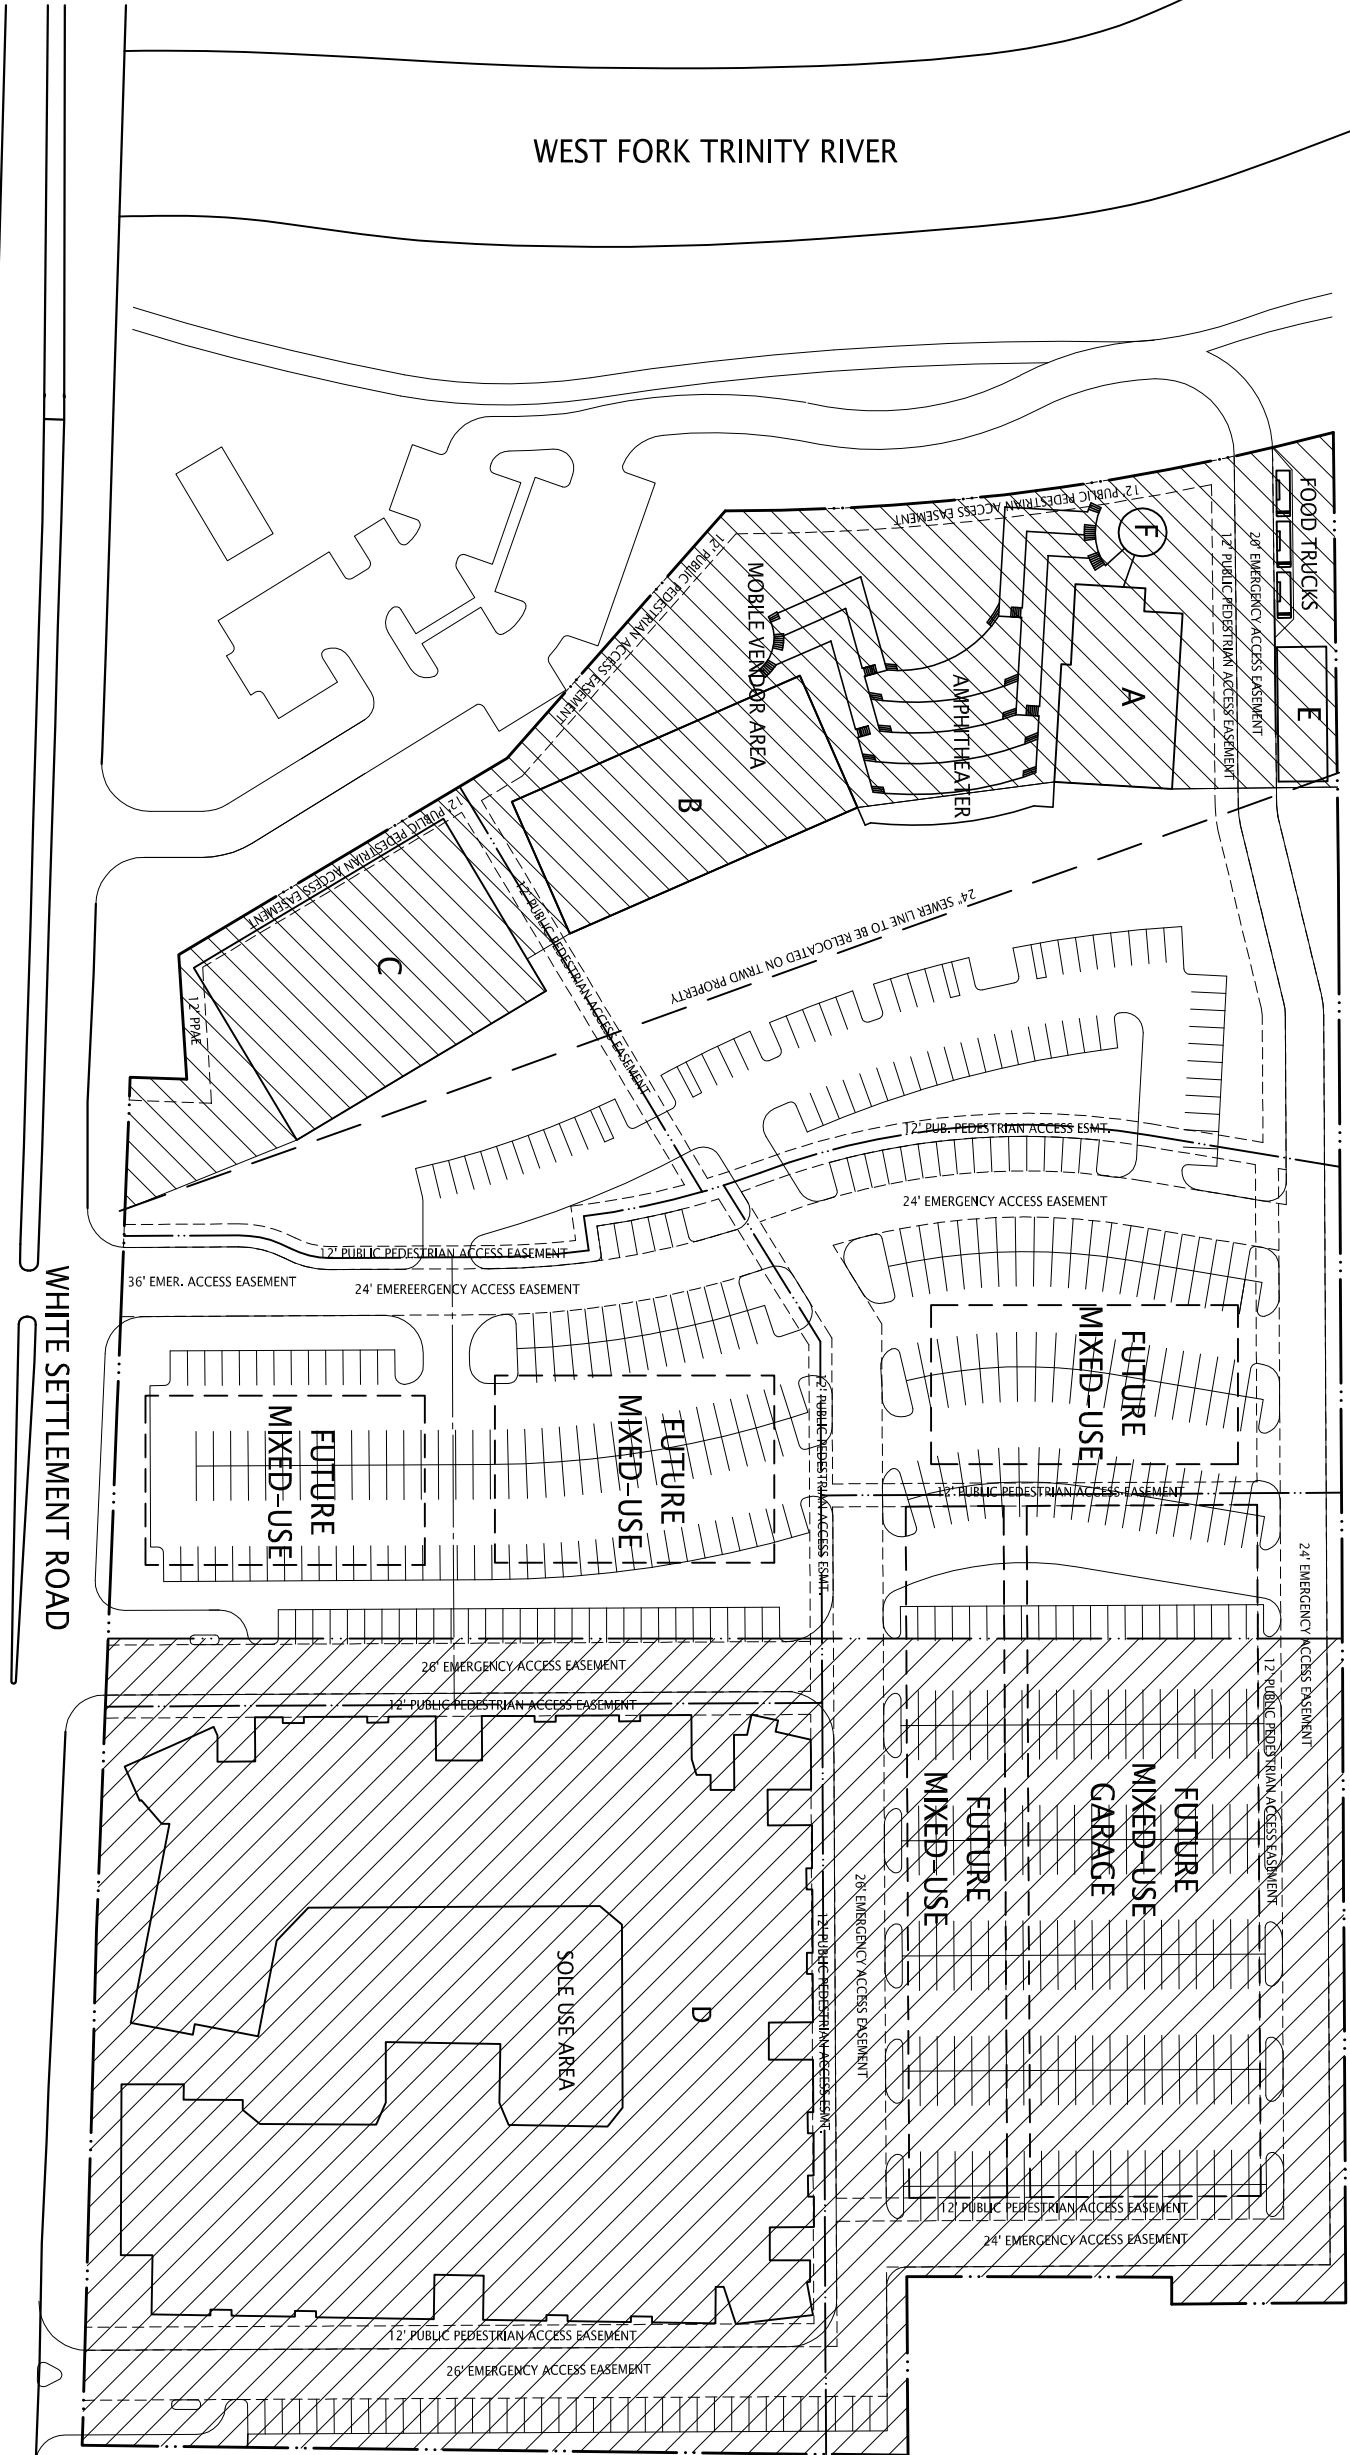 WEST FORK TRINITY RIVER
FOOD TRUCKS
12' PUBLIC PEDESTRIAN ACCESS EASEMENT
F
20' EMERGENCY ACCESS EASEMENT
12' PUBLIC PEDESTRIAN ACCESS EASEMENT
12' PUBLIC PEDESTRIAN ACCESS EASEMENT
MOBILE VENDOR AREA
AMPHITHEATER
A
E
B
12' PUBLIC PEDESTRIAN ACCESS EASEMENT
12' PUBLIC PEDESTRIAN ACCESS EASEMENT
24" SEWER LINE TO BE RELOCATED ON TRWD PROPERTY
C
12' PPAE
12' PUB. PEDESTRIAN ACCESS ESMT.
24' EMERGENCY ACCESS EASEMENT
12' PUBLIC PEDESTRIAN ACCESS EASEMENT
36' EMER. ACCESS EASEMENT
24' EMEREERGENCY ACCESS EASEMENT
WHITE SETTLEMENT ROAD
FUTURE
MIXED-USE
FUTURE
MIXED-USE
FUTURE
MIXED-USE
12' PUBLIC PEDESTRIAN ACCESS ESMT.
12' PUBLIC PEDESTRIAN ACCESS EASEMENT
24' EMERGENCY ACCESS EASEMENT
26' EMERGENCY ACCESS EASEMENT
12' PUBLIC PEDESTRIAN ACCESS EASEMENT
12' PUBLIC PEDESTRIAN ACCESS EASEMENT
FUTURE
MIXED-USE
FUTURE
MIXED-USE
GARAGE
26' EMERGENCY ACCESS EASEMENT
12' PUBLIC PEDESTRIAN ACCESS ESMT.
SOLE USE AREA
D
12' PUBLIC PEDESTRIAN ACCESS EASEMENT
24' EMERGENCY ACCESS EASEMENT
12' PUBLIC PEDESTRIAN ACCESS EASEMENT
26' EMERGENCY ACCESS EASEMENT